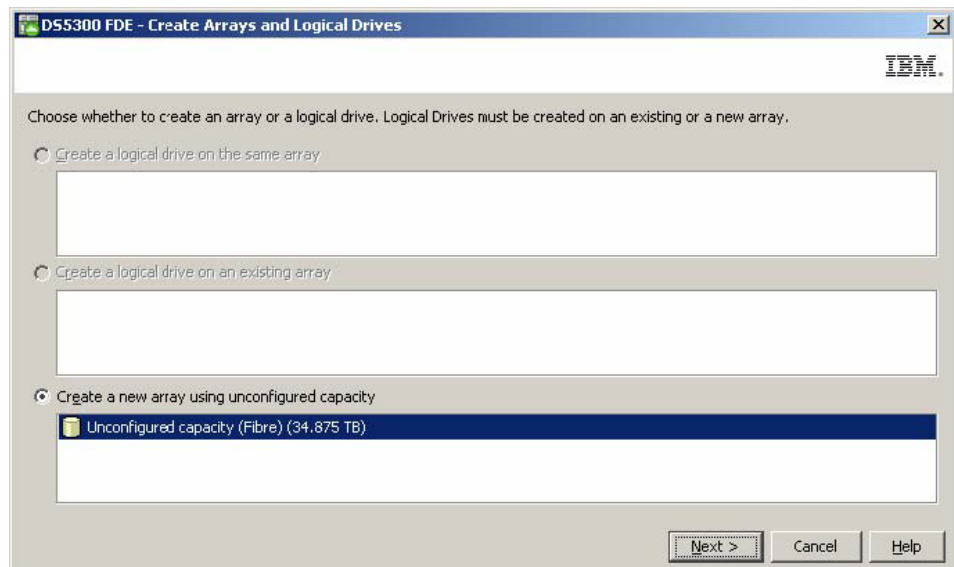 DS5300 FDE - Create Arrays and Logical Drives
IBM.
Choose whether to create an array or a logical drive. Logical Drives must be created on an existing or a new array.
Create a logical drive on the same array
Create a logical drive on an existing array
Create a new array using unconfigured capacity
Unconfigured capacity (Fibre) (34.875 TB)
Next >
Cancel
Help